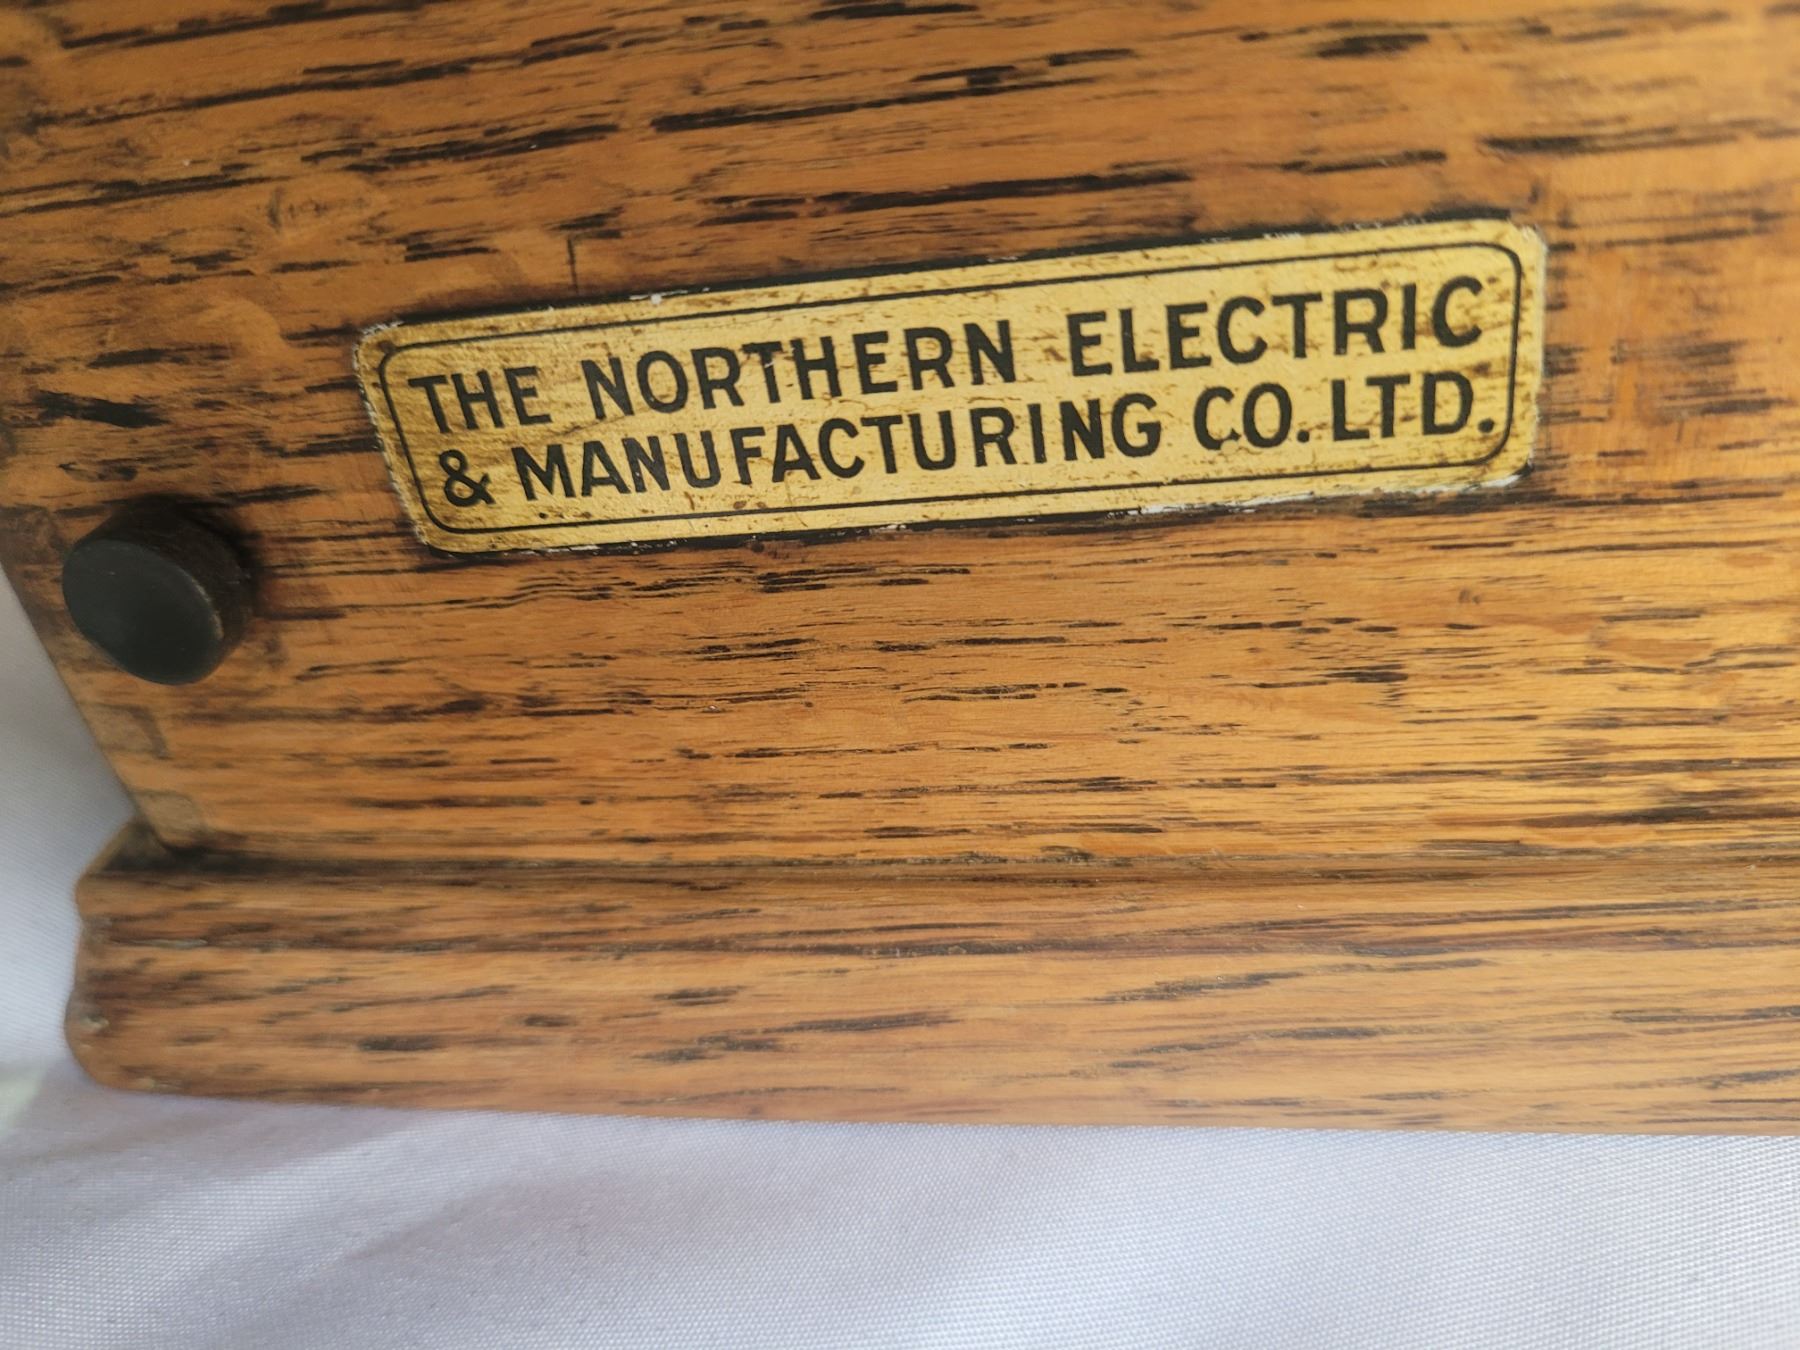 THE NORTHERN ELECTRIC
& MANUFACTURING CO. LTD.